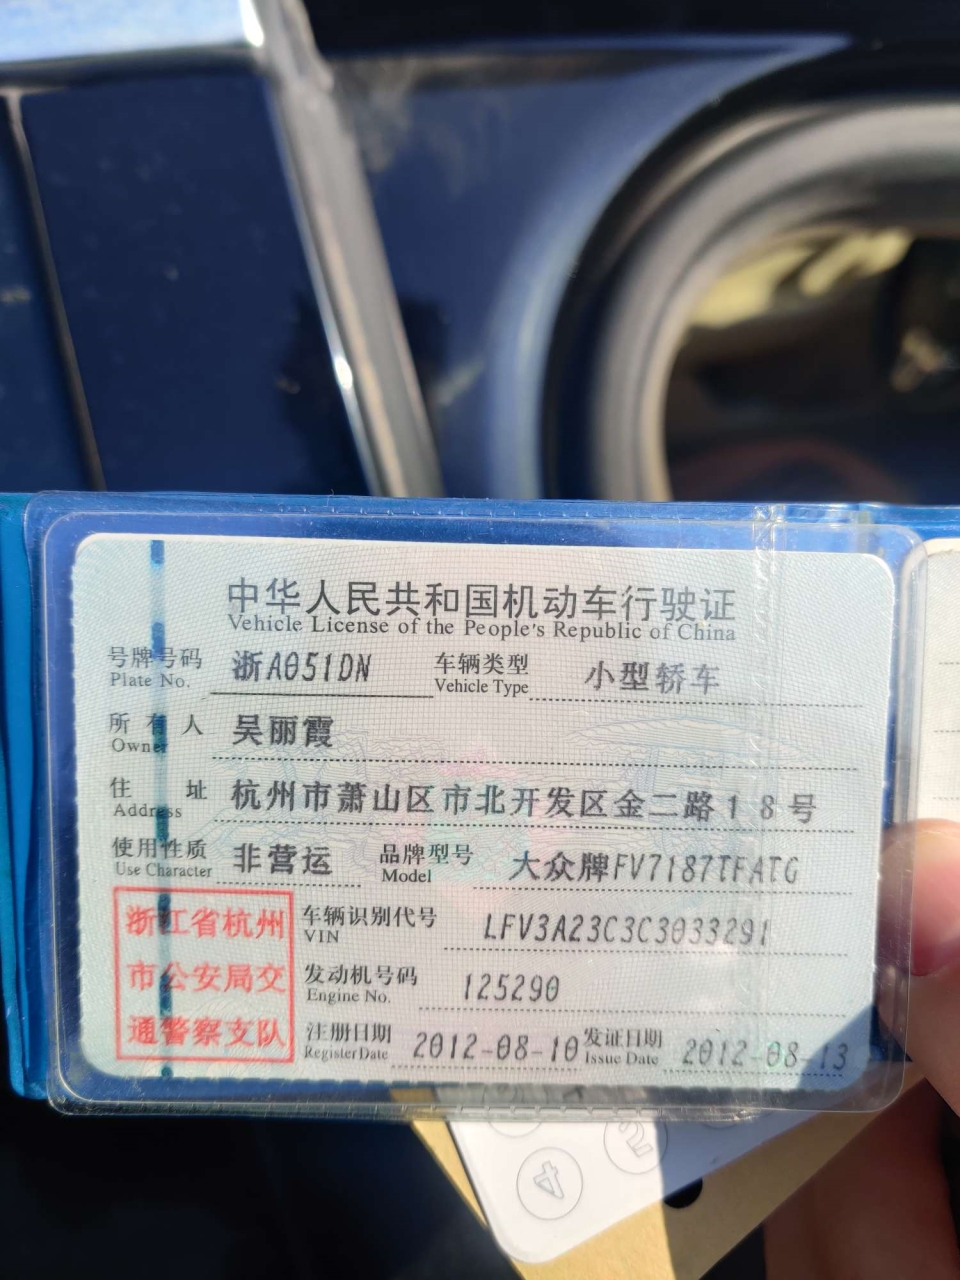 中华人民共和国机动车行驶证
Vehicle License of the People's Republic of China
号牌号码 浙A051DN 车辆类型 小型轿车
Plate No. Vehicle Type
所有人 吴丽霞
Owner
住址 杭州市萧山区市北开发区金二路18号
Address
使用性质 非营运 品牌型号 大众牌FV7187TFATG
Use Character Model
浙江省杭州
市公安局交
通警察支队
车辆识别代号 LFV3A23C3C3033291
VIN
发动机号码 125290
Engine No.
注册日期 2012-08-10 发证日期 2012-08-13
Register Date Issue Date
4
3